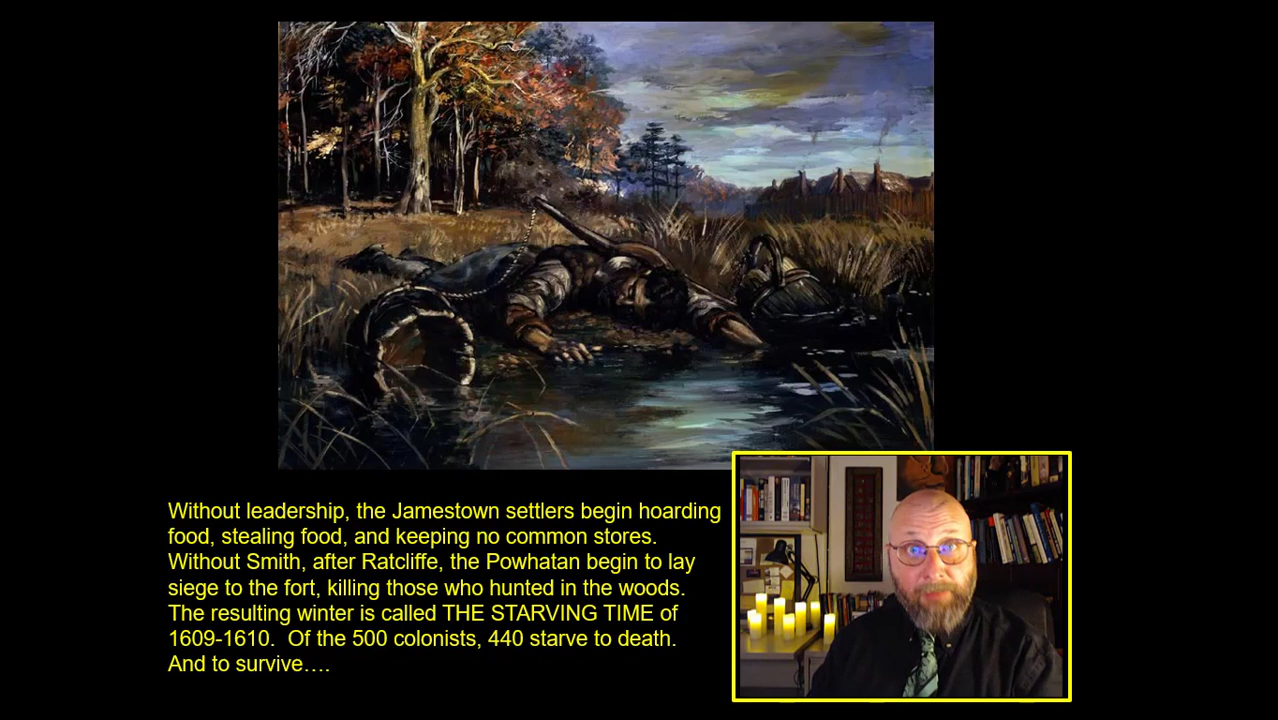 Without leadership, the Jamestown settlers begin hoarding
food, stealing food, and keeping no common stores.
Without Smith, after Ratcliffe, the Powhatan begin to lay
siege to the fort, killing those who hunted in the woods.
The resulting winter is called THE STARVING TIME of
1609-1610.  Of the 500 colonists, 440 starve to death.
And to survive….